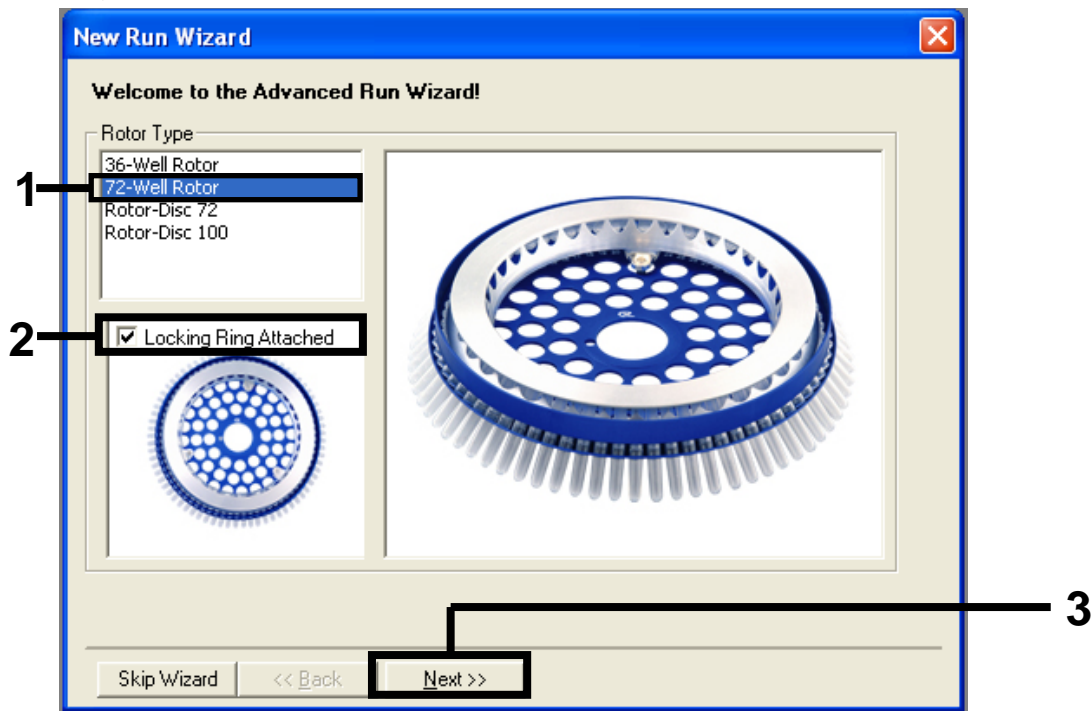 New Run Wizard
Welcome to the Advanced Run Wizard!
Rotor Type
36-Well Rotor
1
72-Well Rotor
Rotor-Disc 72
Rotor-Disc 100
2
Locking Ring Attached
3
Skip Wizard
<< Back
Next >>